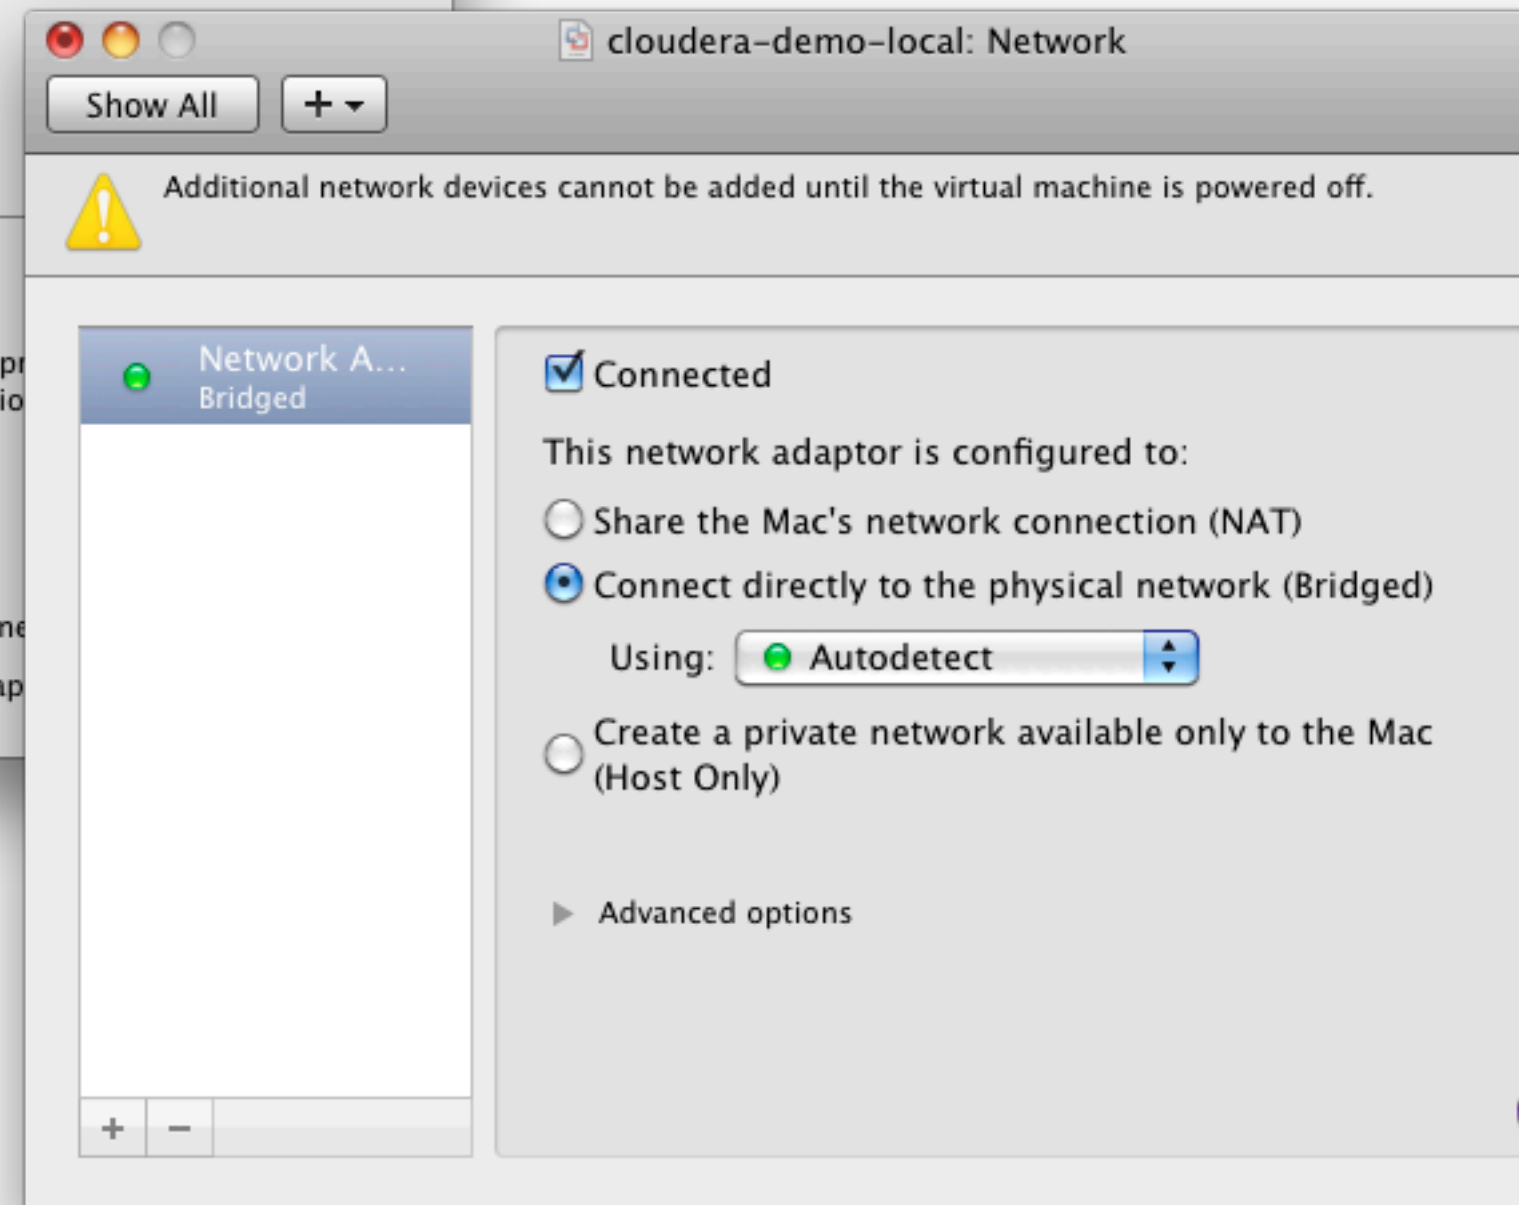 cloudera-demo-local: Network
Show All
Additional network devices cannot be added until the virtual machine is powered off.
Network A...
Bridged
Connected
This network adaptor is configured to:
Share the Mac's network connection (NAT)
Connect directly to the physical network (Bridged)
Using: Autodetect
Create a private network available only to the Mac
(Host Only)
Advanced options